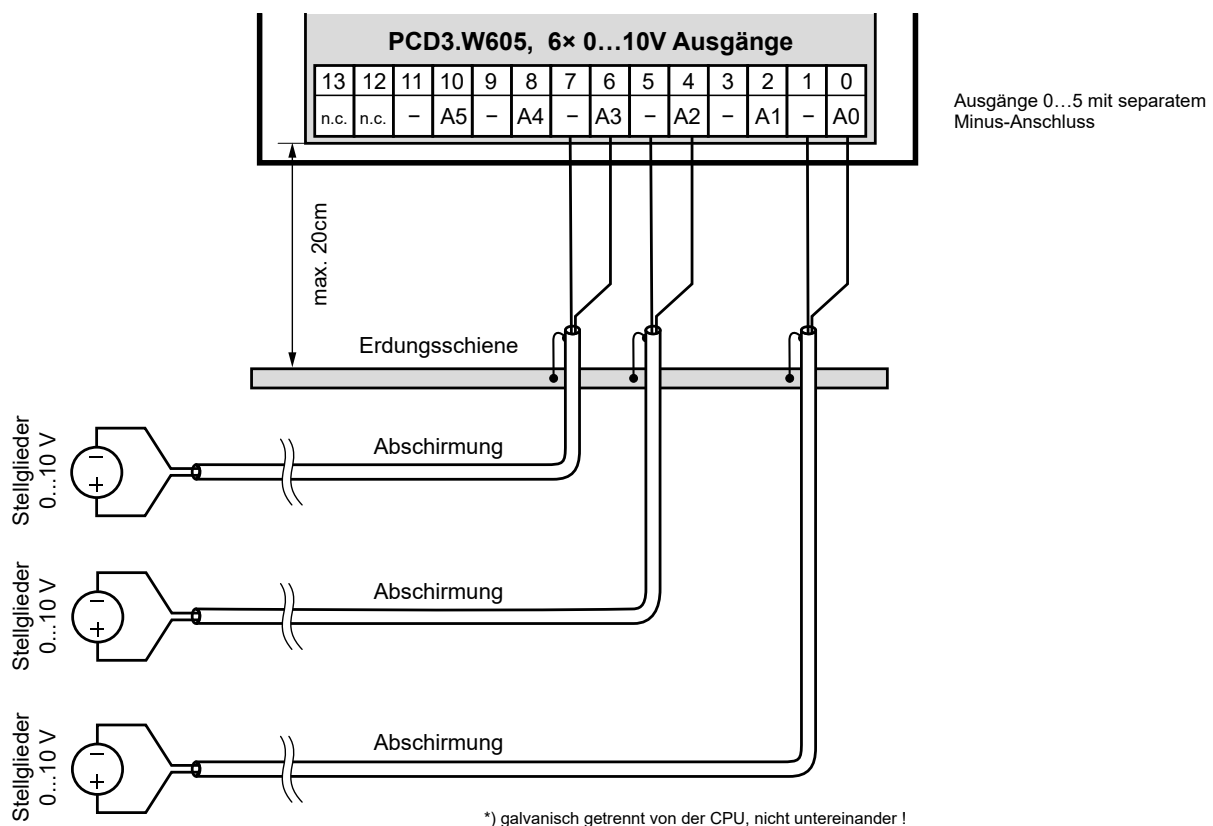 PCD3.W605, 6× 0…10V Ausgänge
13 12 11 10 9 8 7 6 5 4 3 2 1 0
n.c. n.c. − A5 − A4 − A3 − A2 − A1 − A0
Ausgänge 0…5 mit separatem
Minus-Anschluss
max. 20cm
Erdungsschiene
Stellglieder
0…10 V
− +
Abschirmung
Stellglieder
0…10 V
− +
Abschirmung
Stellglieder
0…10 V
− +
Abschirmung
*) galvanisch getrennt von der CPU, nicht untereinander !